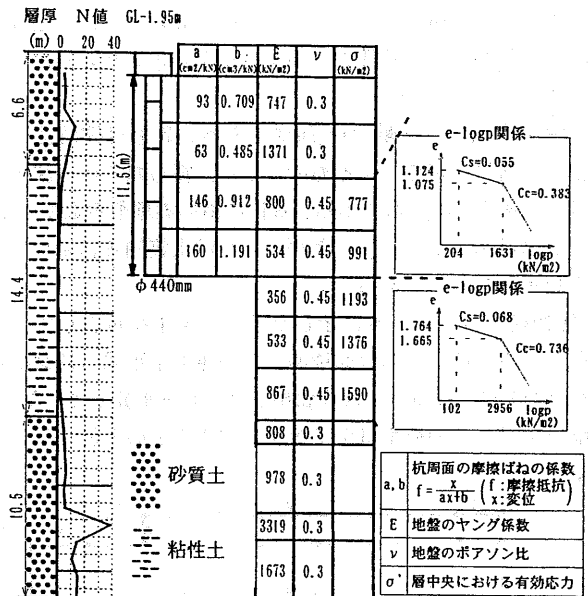 層厚 N値 GL-1.95m
(m) 0 20 40
a b E ν σ
(cm2/kN) (cm3/kN) (kN/m2) (kN/m2)
93 0.709 747 0.3
63 0.485 1371 0.3
146 0.912 800 0.45 777
160 1.191 534 0.45 991
356 0.45 1193
533 0.45 1376
867 0.45 1590
808 0.3
978 0.3
3319 0.3
1673 0.3
6.6
14.4
10.5
11.5(m)
φ440mm
砂質土
粘性土
e-logp関係
e
1.124
1.075
Cs=0.055
Cc=0.383
204 1631 logp
(kN/m2)
e-logp関係
e
1.764
1.665
Cs=0.068
Cc=0.736
102 2956 logp
(kN/m2)
a,b 杭周面の摩擦ばねの係数
f=x/ax+b (f:摩擦抵抗 x:変位)
E 地盤のヤング係数
ν 地盤のポアソン比
σ' 層中央における有効応力